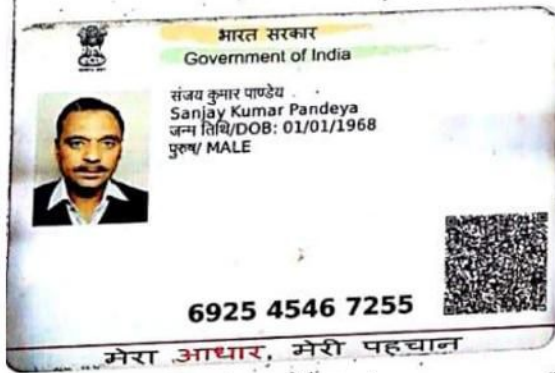 भारत सरकार
Government of India
संजय कुमार पाण्डेय
Sanjay Kumar Pandeya
जन्म तिथि/DOB: 01/01/1968
पुरुष/ MALE
6925 4546 7255
मेरा आधार, मेरी पहचान